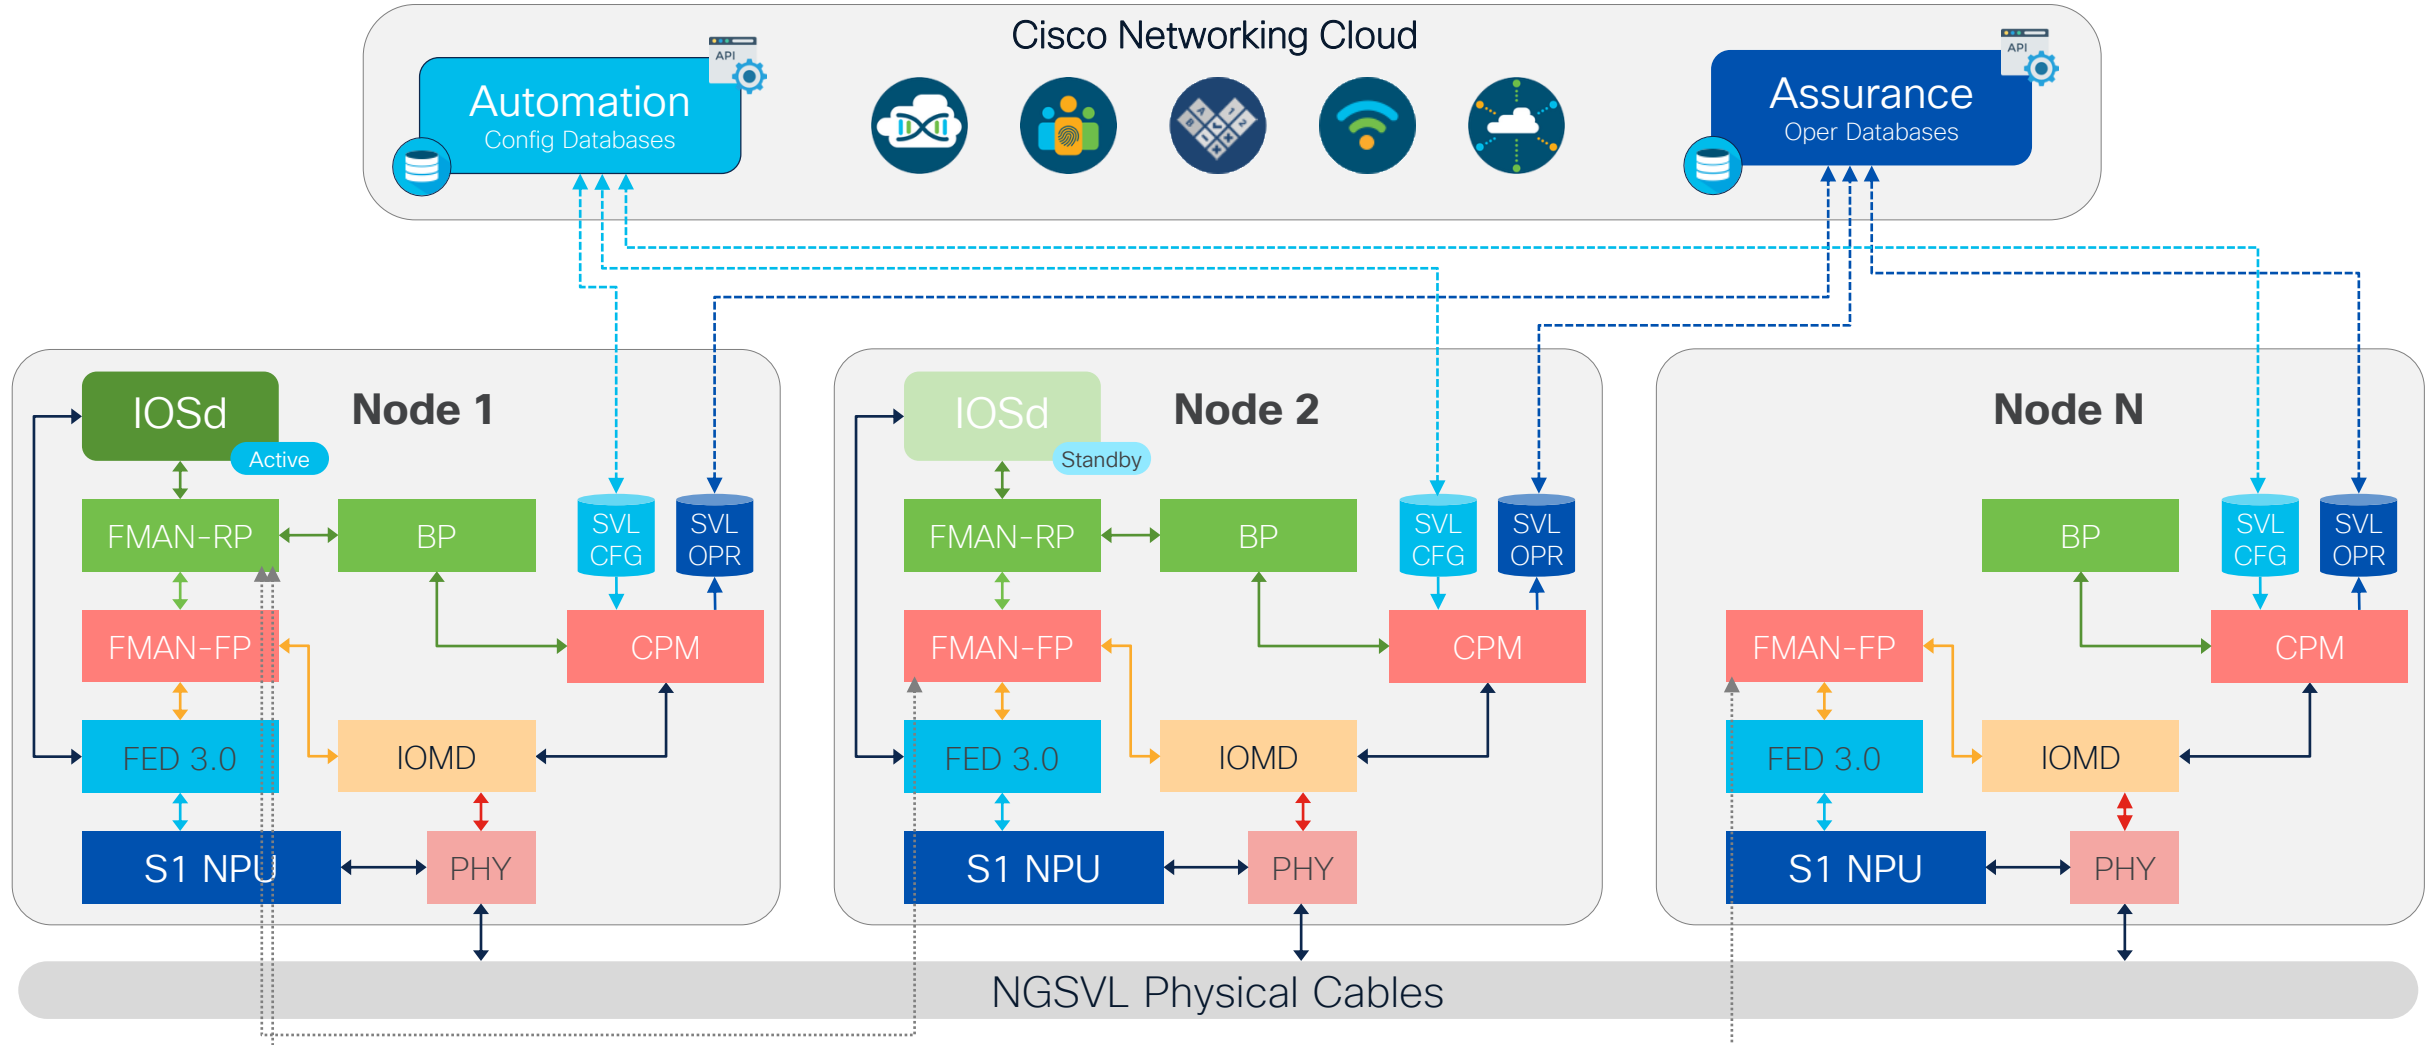 Cisco Networking Cloud
API
Automation
Config Databases
API
Assurance
Oper Databases
Node 1
IOSd
Active
FMAN-RP
BP
SVL
CFG
SVL
OPR
FMAN-FP
CPM
FED 3.0
IOMD
S1 NPU
PHY
Node 2
IOSd
Standby
FMAN-RP
BP
SVL
CFG
SVL
OPR
FMAN-FP
CPM
FED 3.0
IOMD
S1 NPU
PHY
Node N
BP
SVL
CFG
SVL
OPR
FMAN-FP
CPM
FED 3.0
IOMD
S1 NPU
PHY
NGSVL Physical Cables